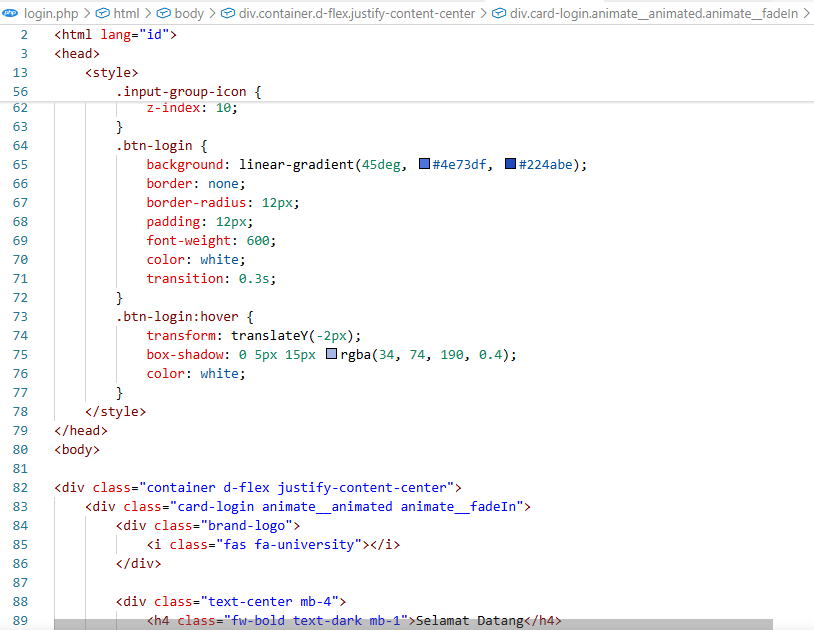 login.php > html > body > div.container.d-flex.justify-content-center > div.card-login.animate__animated.animate__fadeIn >
2 <html lang="id">
3 <head>
13 <style>
56 .input-group-icon {
62 z-index: 10;
63 }
64 .btn-login {
65 background: linear-gradient(45deg, #4e73df, #224abe);
66 border: none;
67 border-radius: 12px;
68 padding: 12px;
69 font-weight: 600;
70 color: white;
71 transition: 0.3s;
72 }
73 .btn-login:hover {
74 transform: translateY(-2px);
75 box-shadow: 0 5px 15px rgba(34, 74, 190, 0.4);
76 color: white;
77 }
78 </style>
79 </head>
80 <body>
81
82 <div class="container d-flex justify-content-center">
83 <div class="card-login animate__animated animate__fadeIn">
84 <div class="brand-logo">
85 <i class="fas fa-university"></i>
86 </div>
87
88 <div class="text-center mb-4">
89 <h4 class="fw-bold text-dark mb-1">Selamat Datang</h4>